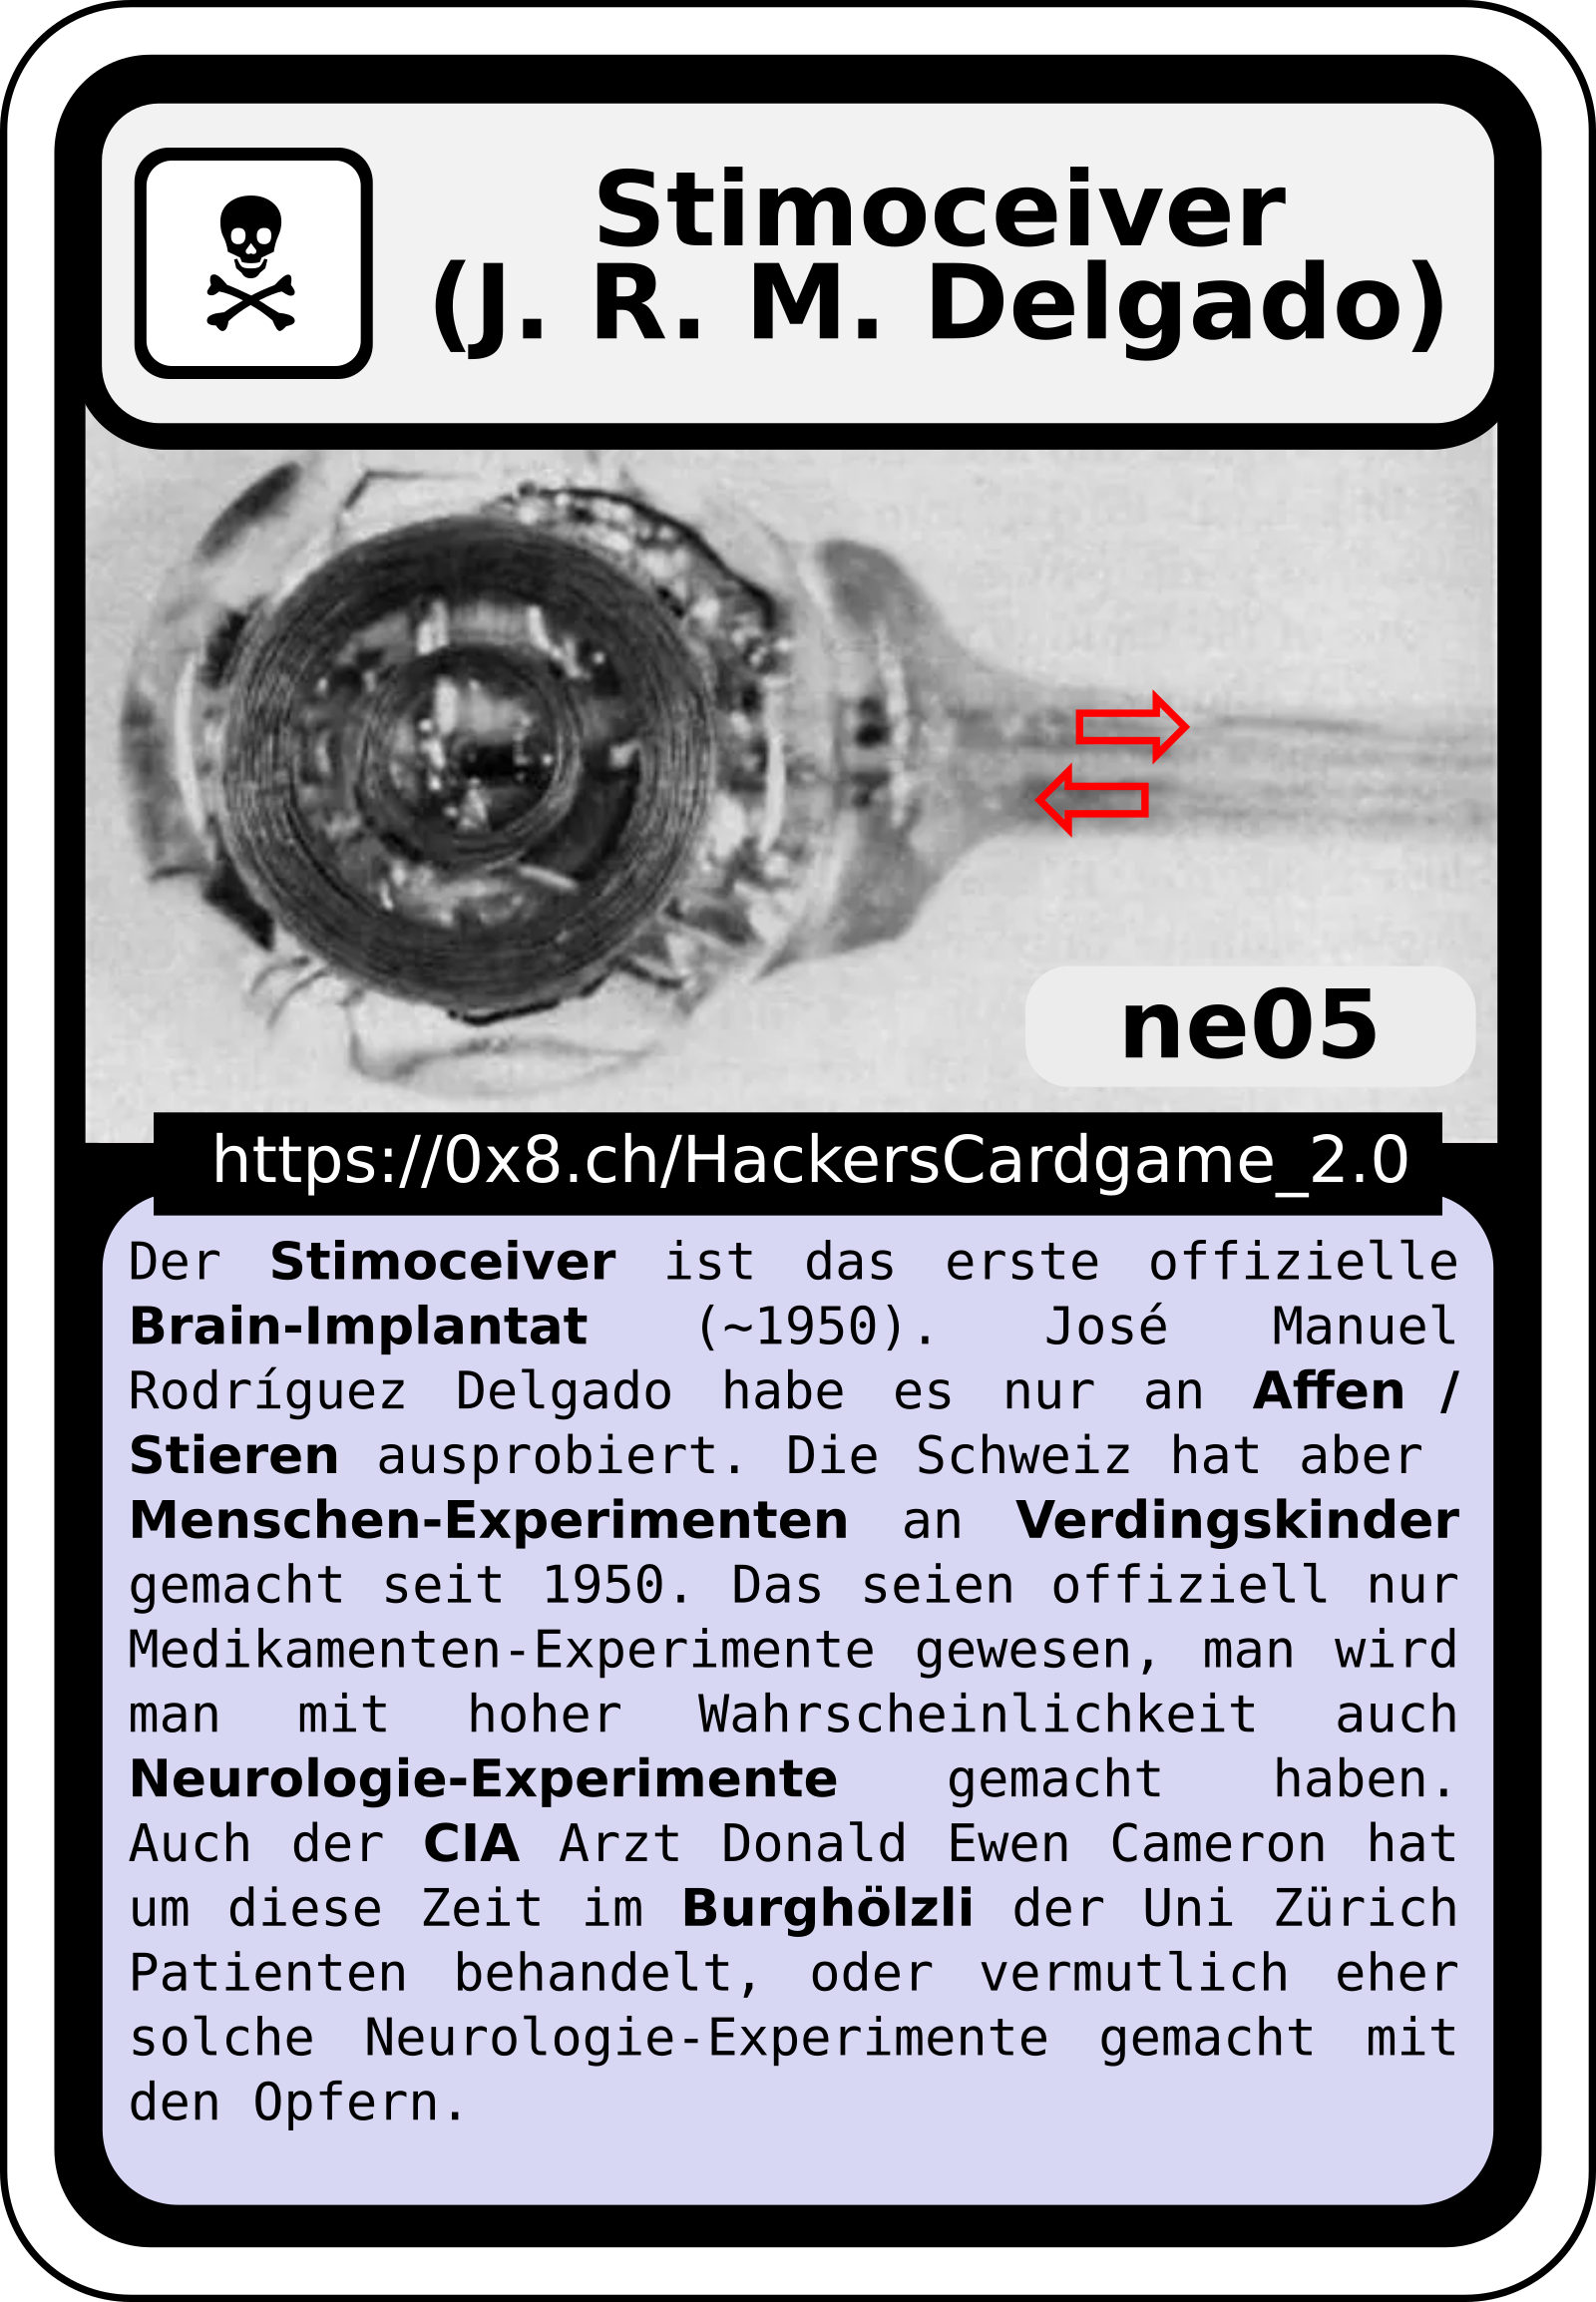 Stimoceiver
(J. R. M. Delgado)
ne05
https://0x8.ch/HackersCardgame_2.0
Der Stimoceiver ist das erste offizielle
Brain-Implantat (~1950). José Manuel
Rodríguez Delgado habe es nur an Affen /
Stieren ausprobiert. Die Schweiz hat aber
Menschen-Experimenten an Verdingskinder
gemacht seit 1950. Das seien offiziell nur
Medikamenten-Experimente gewesen, man wird
man mit hoher Wahrscheinlichkeit auch
Neurologie-Experimente gemacht haben.
Auch der CIA Arzt Donald Ewen Cameron hat
um diese Zeit im Burghölzli der Uni Zürich
Patienten behandelt, oder vermutlich eher
solche Neurologie-Experimente gemacht mit
den Opfern.